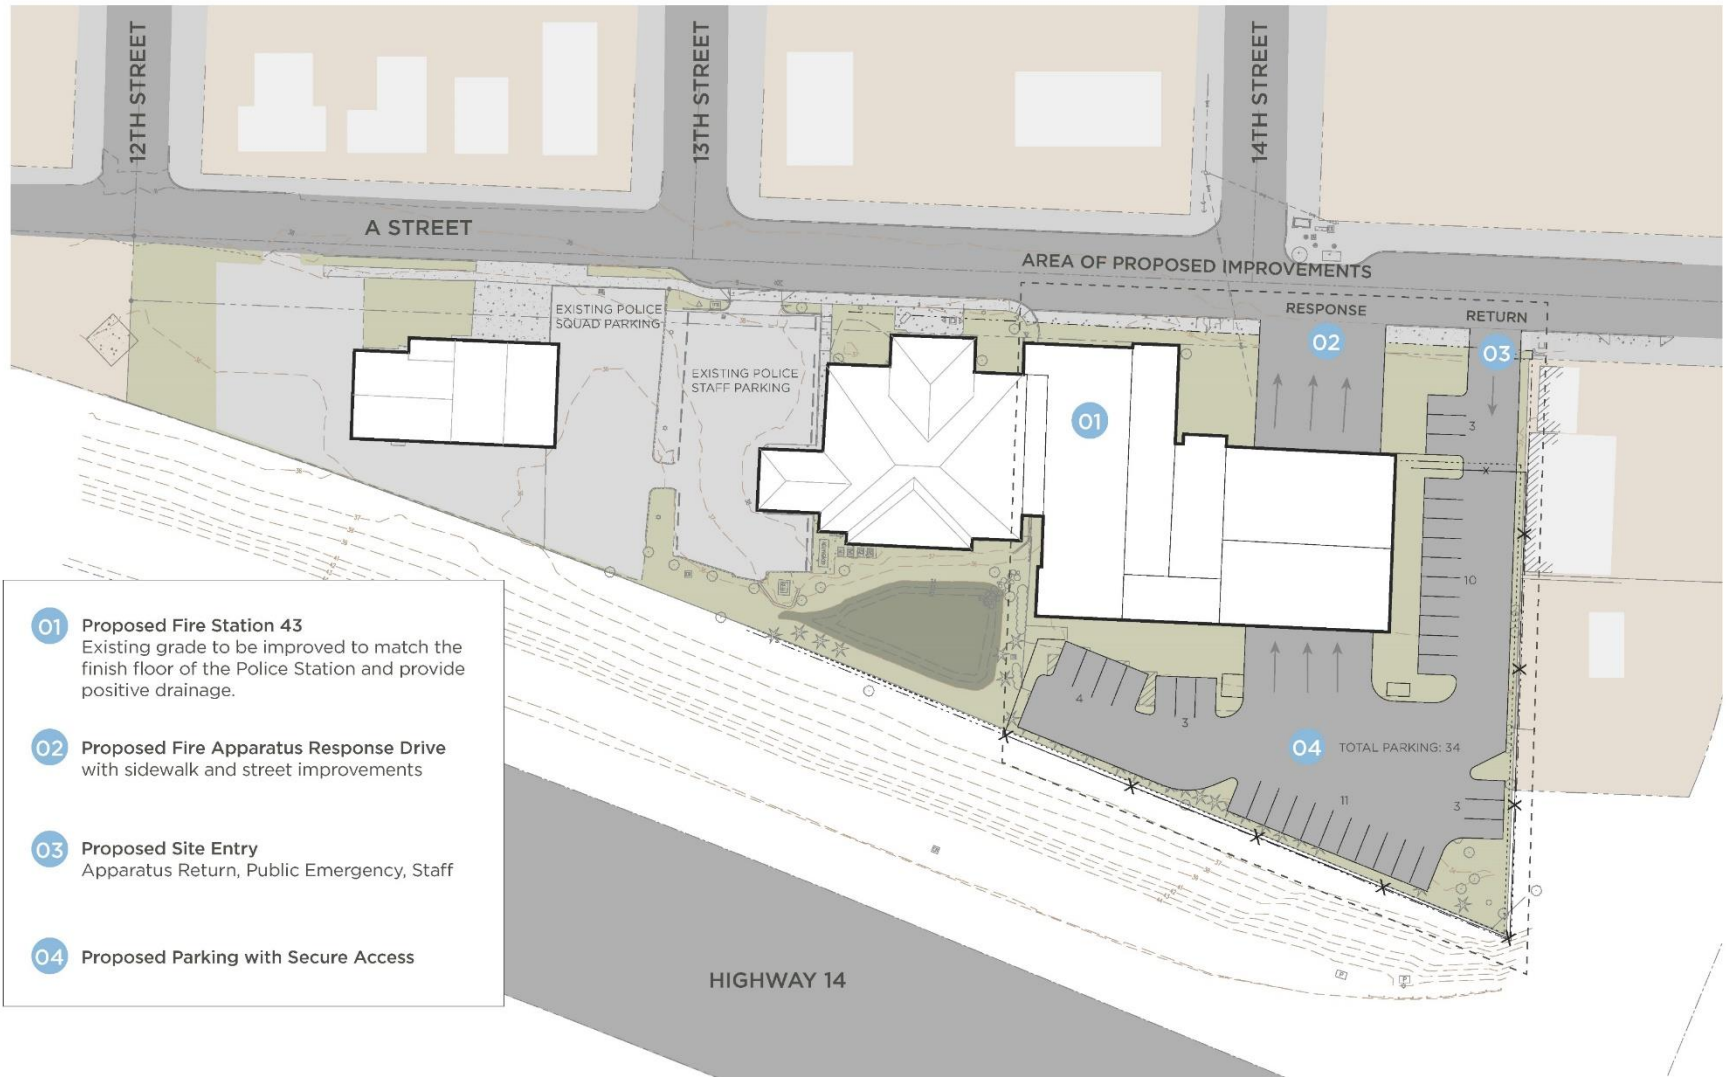 12TH STREET
13TH STREET
14TH STREET
A STREET
AREA OF PROPOSED IMPROVEMENTS
EXISTING POLICE
SQUAD PARKING
RESPONSE
02
RETURN
03
EXISTING POLICE
STAFF PARKING
01
3
10
4
3
04 TOTAL PARKING: 34
11
3
01 Proposed Fire Station 43
Existing grade to be improved to match the
finish floor of the Police Station and provide
positive drainage.
02 Proposed Fire Apparatus Response Drive
with sidewalk and street improvements
03 Proposed Site Entry
Apparatus Return, Public Emergency, Staff
04 Proposed Parking with Secure Access
HIGHWAY 14